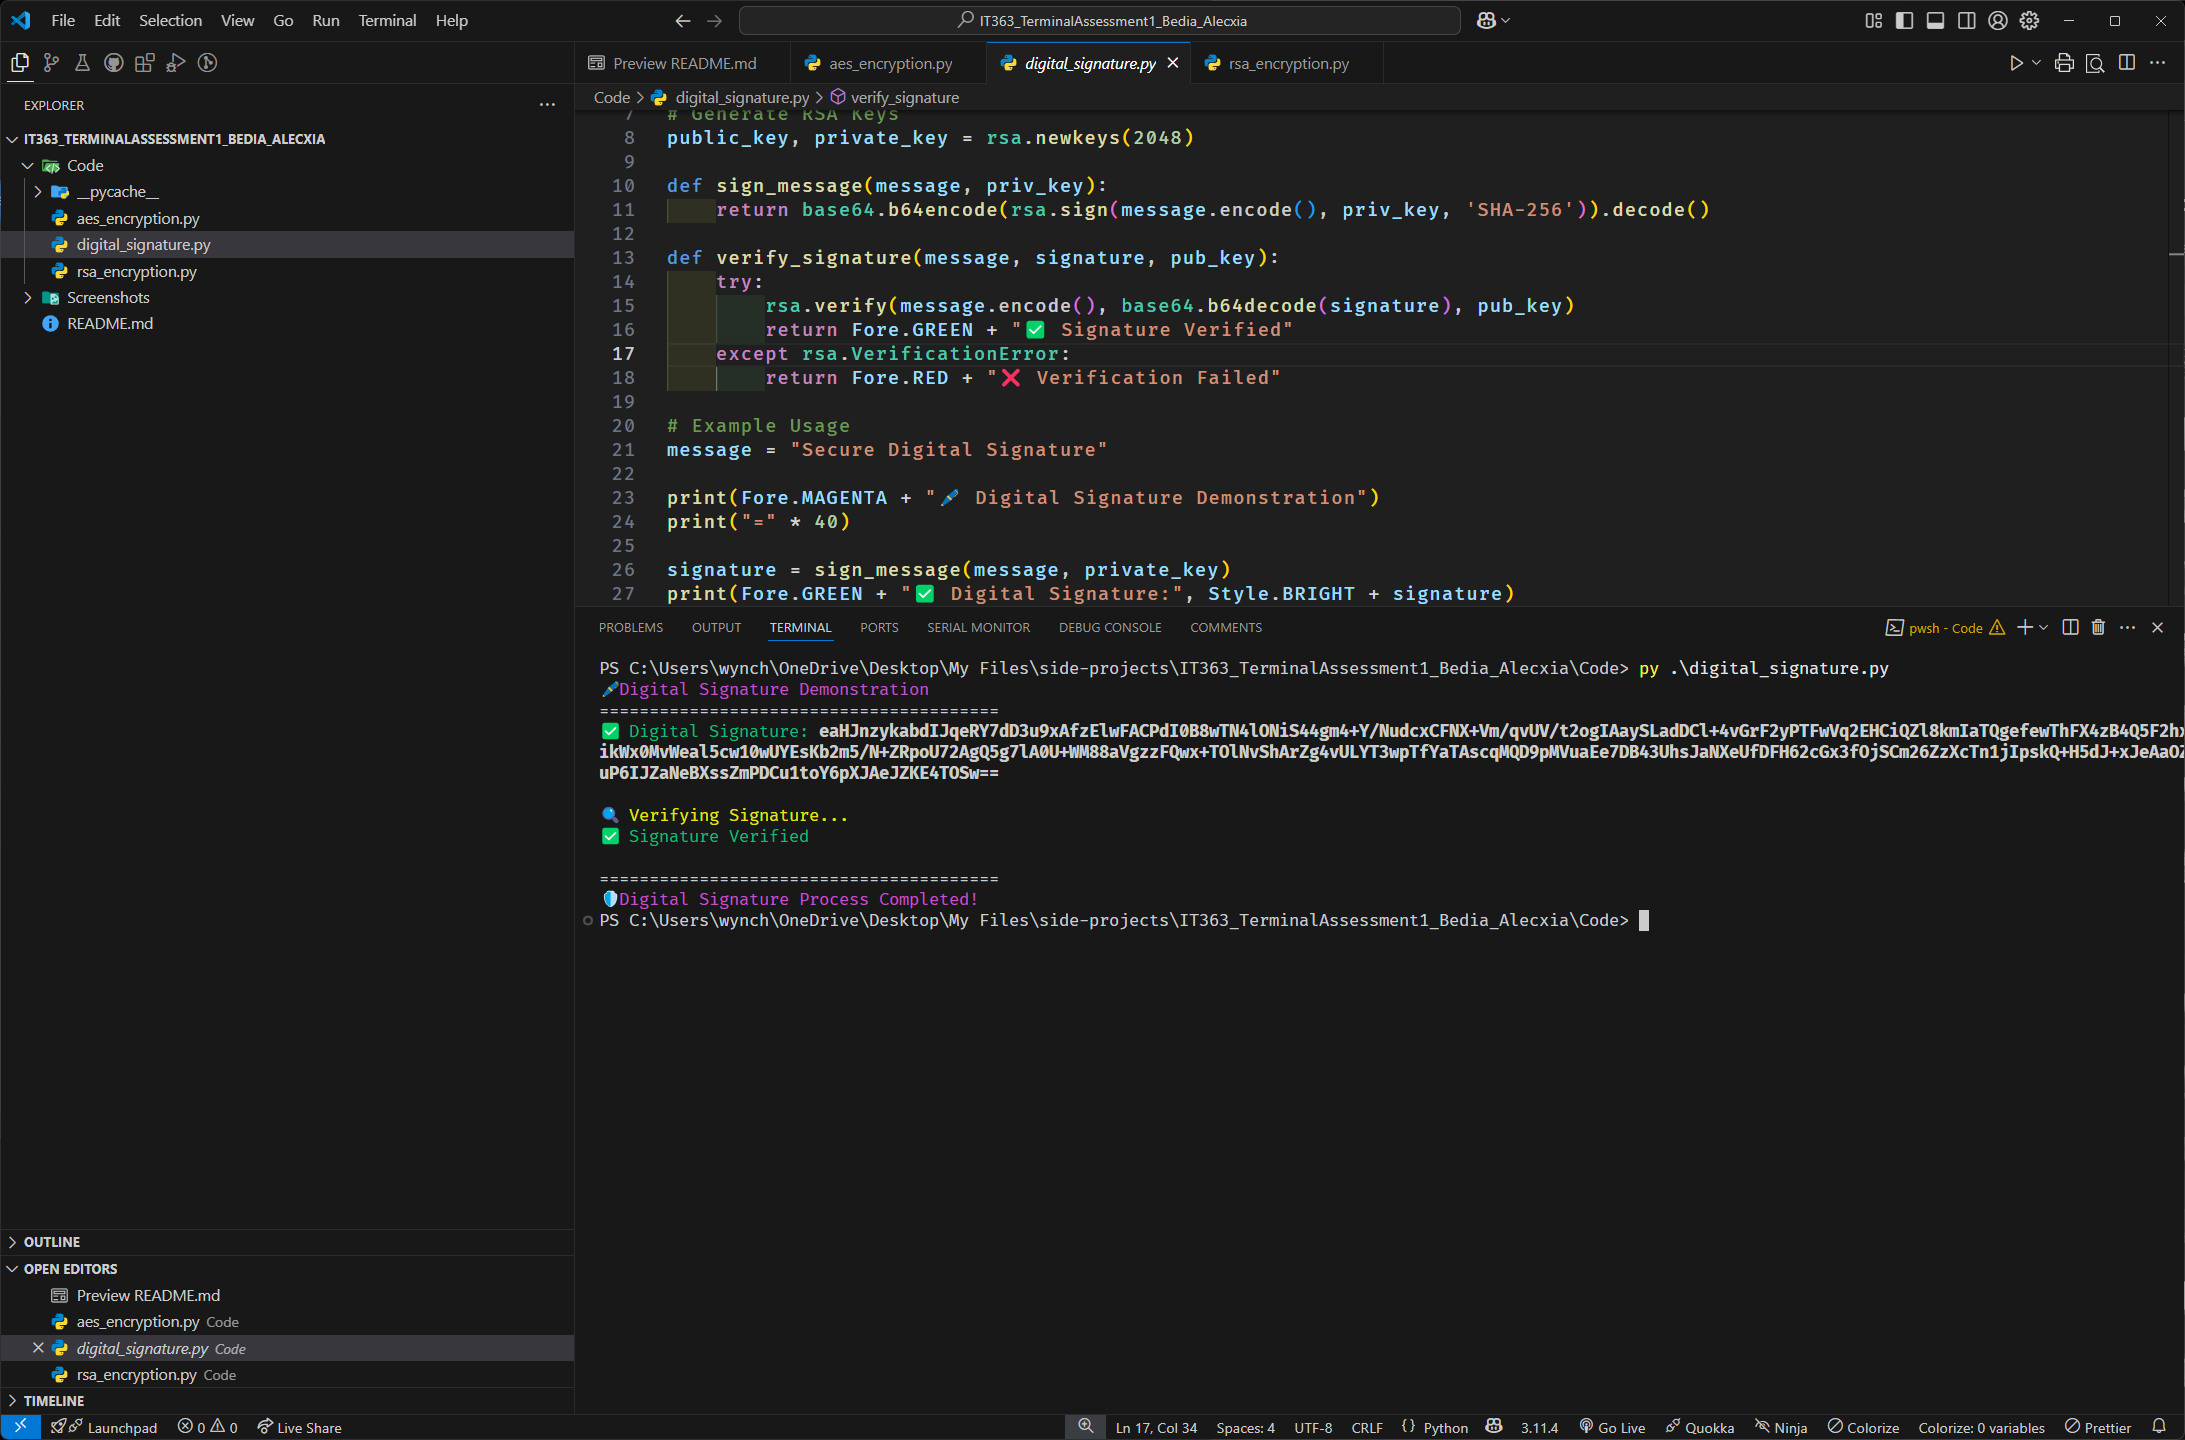 File Edit Selection View Go Run Terminal Help
IT363_TerminalAssessment1_Bedia_Alecxia
EXPLORER
IT363_TERMINALASSESSMENT1_BEDIA_ALECXIA
Code
__pycache__
aes_encryption.py
digital_signature.py
rsa_encryption.py
Screenshots
README.md
OUTLINE
OPEN EDITORS
Preview README.md
aes_encryption.py Code
digital_signature.py Code
rsa_encryption.py Code
TIMELINE
Preview README.md aes_encryption.py digital_signature.py rsa_encryption.py
Code > digital_signature.py > verify_signature
7 # Generate RSA Keys
8 public_key, private_key = rsa.newkeys(2048)
9
10 def sign_message(message, priv_key):
11 return base64.b64encode(rsa.sign(message.encode(), priv_key, 'SHA-256')).decode()
12
13 def verify_signature(message, signature, pub_key):
14 try:
15 rsa.verify(message.encode(), base64.b64decode(signature), pub_key)
16 return Fore.GREEN + "✅ Signature Verified"
17 except rsa.VerificationError:
18 return Fore.RED + "❌ Verification Failed"
19
20 # Example Usage
21 message = "Secure Digital Signature"
22
23 print(Fore.MAGENTA + "🖋 Digital Signature Demonstration")
24 print("=" * 40)
25
26 signature = sign_message(message, private_key)
27 print(Fore.GREEN + "✅ Digital Signature:", Style.BRIGHT + signature)
PROBLEMS OUTPUT TERMINAL PORTS SERIAL MONITOR DEBUG CONSOLE COMMENTS
pwsh - Code
PS C:\Users\wynch\OneDrive\Desktop\My Files\side-projects\IT363_TerminalAssessment1_Bedia_Alecxia\Code> py .\digital_signature.py
🖋Digital Signature Demonstration
========================================
✅ Digital Signature: eaHJnzykabdIJqeRY7dD3u9xAfzElwFACPdI0B8wTN4lONiS44gm4+Y/NudcxCFNX+Vm/qvUV/t2ogIAaySLadDCl+4vGrF2yPTFwVq2EHCiQZl8kmIaTQgefewThFX4zB4Q5F2hx
ikWx0MvWeal5cw10wUYEsKb2m5/N+ZRpoU72AgQ5g7lA0U+WM88aVgzzFQwx+TOlNvShArZg4vULYT3wpTfYaTAscqMQD9pMVuaEe7DB43UhsJaNXeUfDFH62cGx3fOjSCm26ZzXcTn1jIpskQ+H5dJ+xJeAaOZ
uP6IJZaNeBXssZmPDCu1toY6pXJAeJZKE4TOSw==
🔍 Verifying Signature...
✅ Signature Verified
========================================
🛡Digital Signature Process Completed!
PS C:\Users\wynch\OneDrive\Desktop\My Files\side-projects\IT363_TerminalAssessment1_Bedia_Alecxia\Code>
Launchpad 0 0 Live Share Ln 17, Col 34 Spaces: 4 UTF-8 CRLF {} Python 3.11.4 Go Live Quokka Ninja Colorize Colorize: 0 variables Prettier